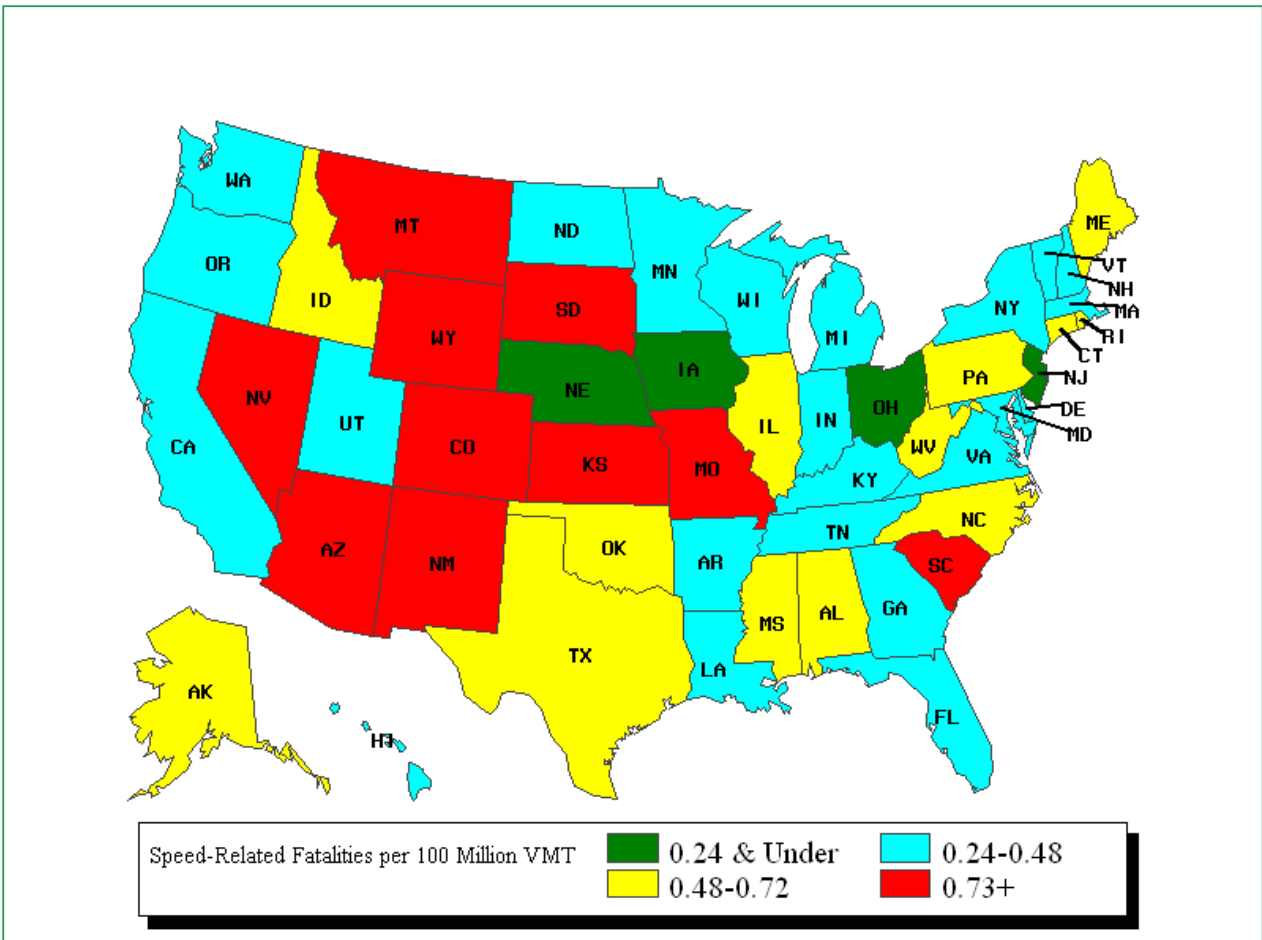 WA
MT
ND
ME
OR
MN
VT
ID
SD
WI
NH
NY
MA
WY
MI
RI
CT
IA
PA
NJ
NV
NE
OH
DE
UT
IL
IN
MD
CA
CO
KS
MO
WV
VA
KY
NC
AZ
NM
OK
TN
AR
SC
MS
AL
GA
TX
LA
AK
FL
HI
Speed-Related Fatalities per 100 Million VMT
0.24 & Under
0.24-0.48
0.48-0.72
0.73+